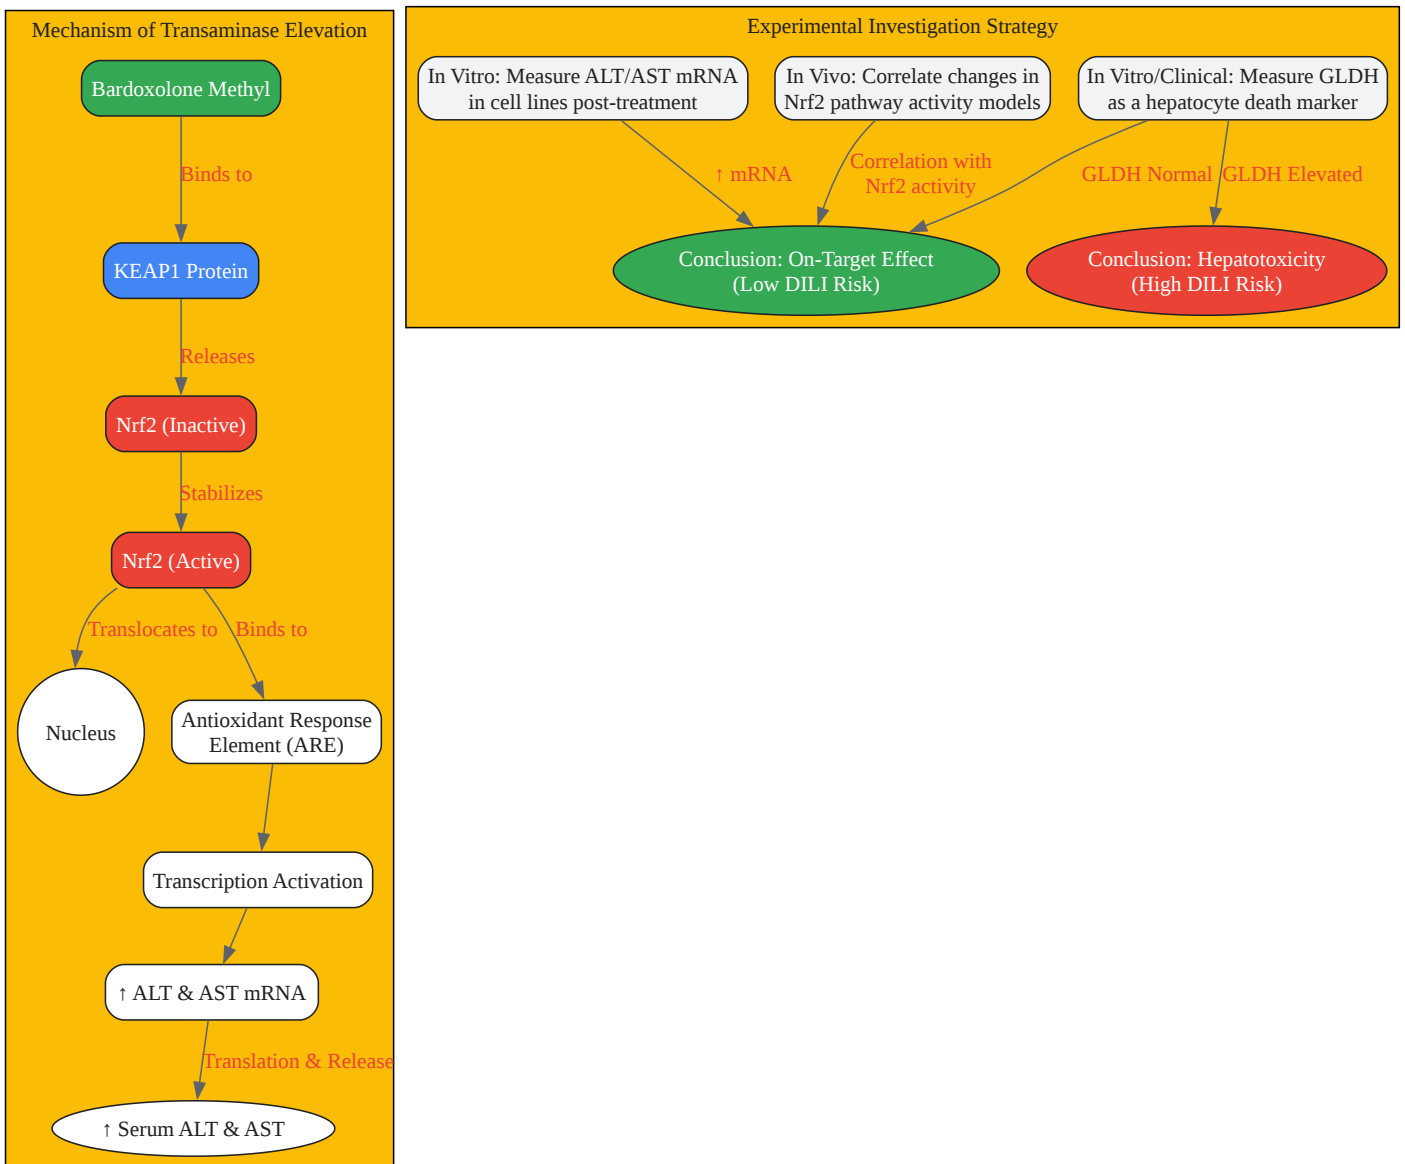 Mechanism of Transaminase Elevation
Bardoxolone Methyl
Binds to
KEAP1 Protein
Releases
Nrf2 (Inactive)
Stabilizes
Nrf2 (Active)
Translocates to
Binds to
Nucleus
Antioxidant Response
Element (ARE)
Transcription Activation
↑ ALT & AST mRNA
Translation & Release
↑ Serum ALT & AST
Experimental Investigation Strategy
In Vitro: Measure ALT/AST mRNA
in cell lines post-treatment
In Vivo: Correlate changes in
Nrf2 pathway activity models
In Vitro/Clinical: Measure GLDH
as a hepatocyte death marker
↑ mRNA
Correlation with
Nrf2 activity
GLDH Normal
GLDH Elevated
Conclusion: On-Target Effect
(Low DILI Risk)
Conclusion: Hepatotoxicity
(High DILI Risk)